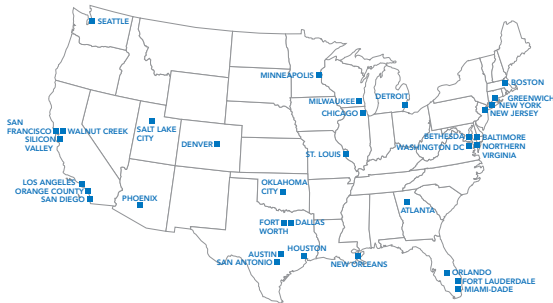 SEATTLE
MINNEAPOLIS
BOSTON
MILWAUKEE
DETROIT
GREENWICH
NEW YORK
CHICAGO
NEW JERSEY
SAN
FRANCISCO
WALNUT CREEK
SILICON
VALLEY
SALT LAKE
CITY
DENVER
ST. LOUIS
BETHESDA
BALTIMORE
WASHINGTON DC
NORTHERN
VIRGINIA
LOS ANGELES
ORANGE COUNTY
SAN DIEGO
PHOENIX
OKLAHOMA
CITY
ATLANTA
FORT
WORTH
DALLAS
AUSTIN
SAN ANTONIO
HOUSTON
NEW ORLEANS
ORLANDO
FORT LAUDERDALE
MIAMI-DADE